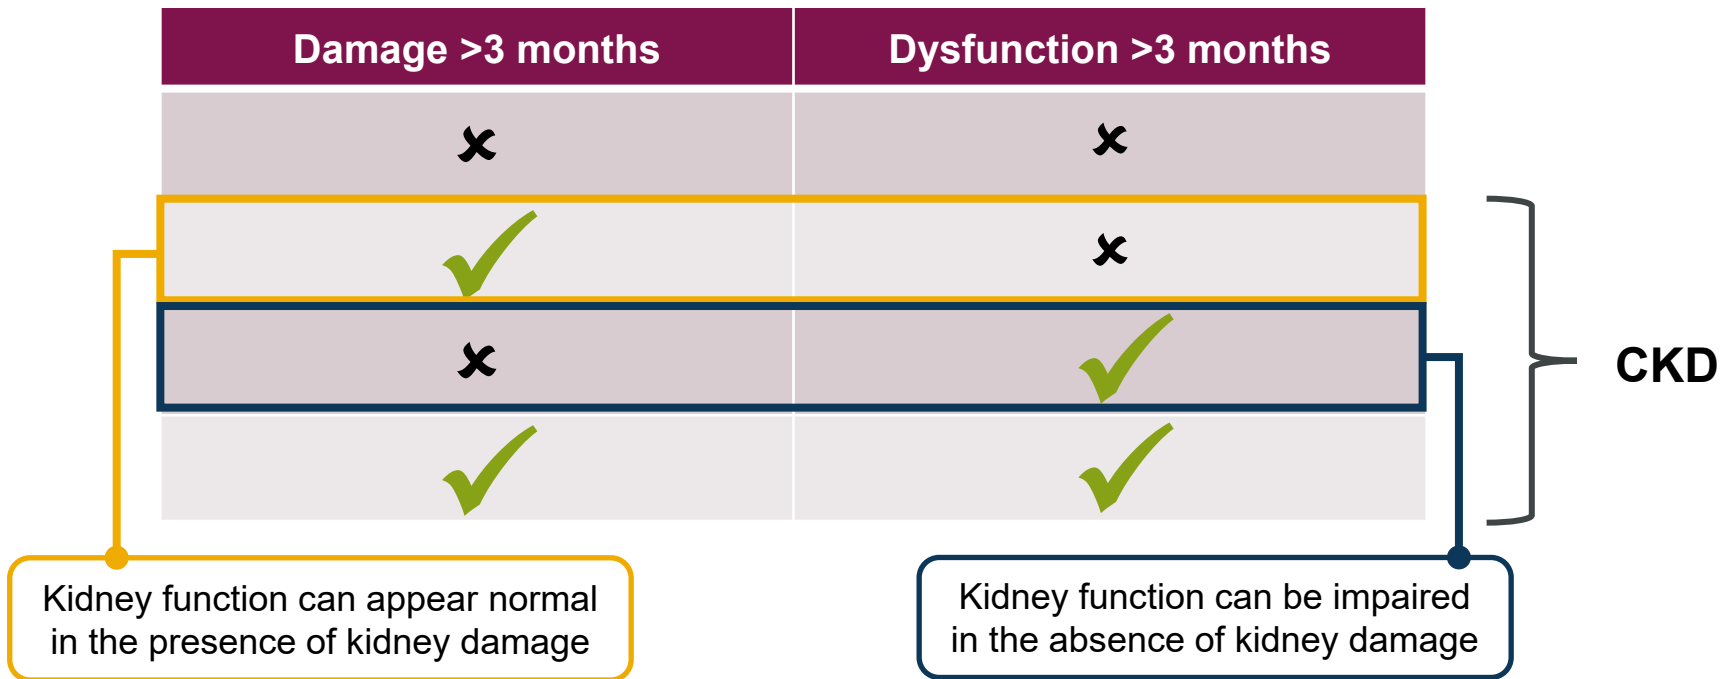 Damage >3 months
Dysfunction >3 months
CKD
Kidney function can appear normal
in the presence of kidney damage
Kidney function can be impaired
in the absence of kidney damage